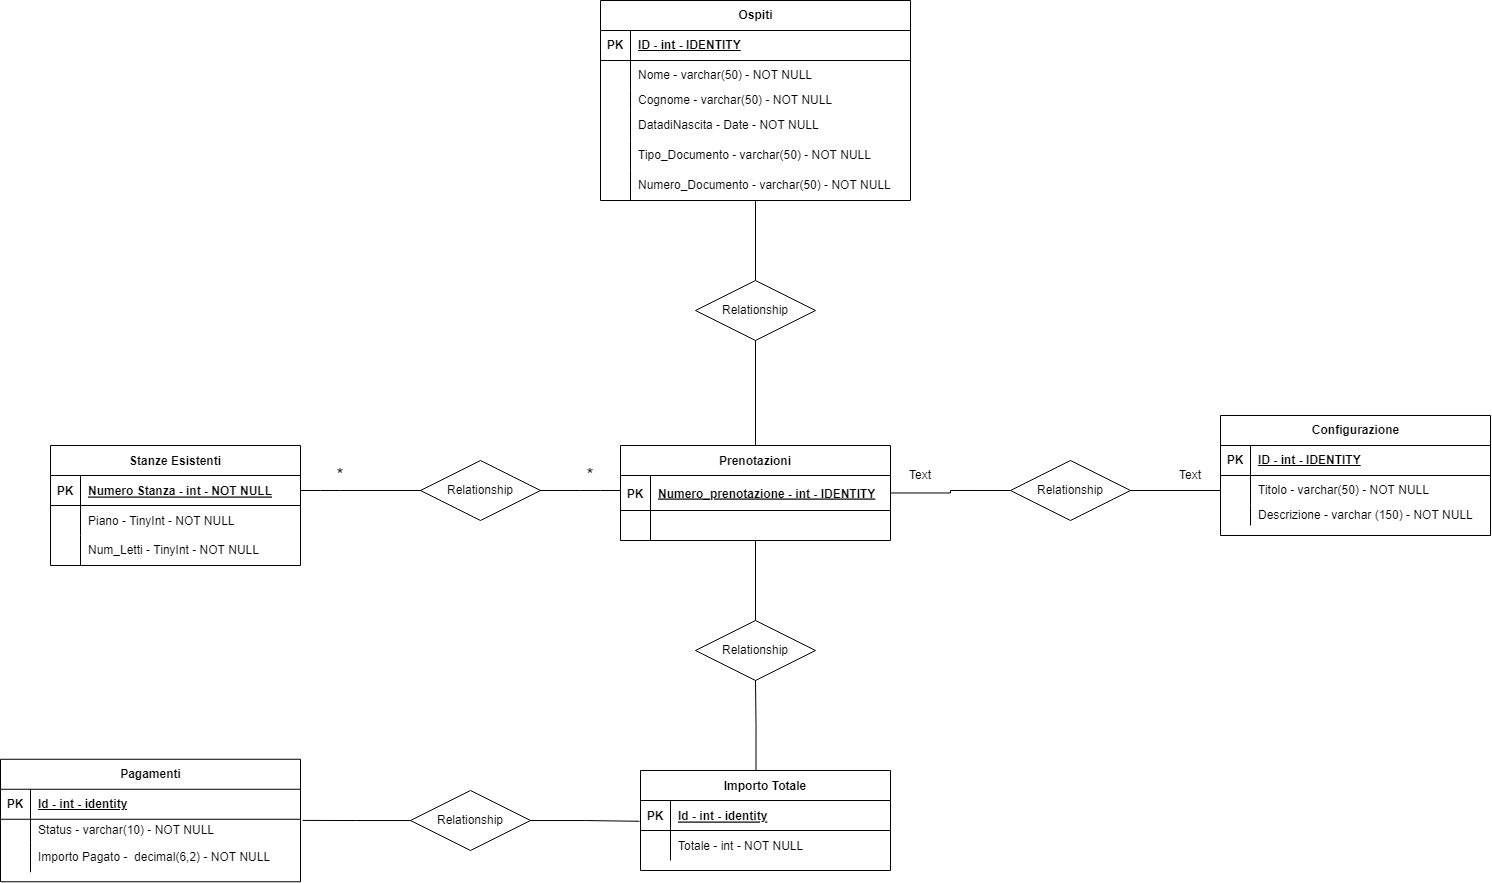 Ospiti
PK ID - int - IDENTITY
Nome - varchar(50) - NOT NULL
Cognome - varchar(50) - NOT NULL
DatadiNascita - Date - NOT NULL
Tipo_Documento - varchar(50) - NOT NULL
Numero_Documento - varchar(50) - NOT NULL
Relationship
Stanze Esistenti
PK Numero Stanza - int - NOT NULL
Piano - TinyInt - NOT NULL
Num_Letti - TinyInt - NOT NULL
*
Relationship
*
Prenotazioni
PK Numero_prenotazione - int - IDENTITY
Text
Relationship
Text
Configurazione
PK ID - int - IDENTITY
Titolo - varchar(50) - NOT NULL
Descrizione - varchar (150) - NOT NULL
Relationship
Pagamenti
PK Id - int - identity
Status - varchar(10) - NOT NULL
Importo Pagato - decimal(6,2) - NOT NULL
Relationship
Importo Totale
PK Id - int - identity
Totale - int - NOT NULL